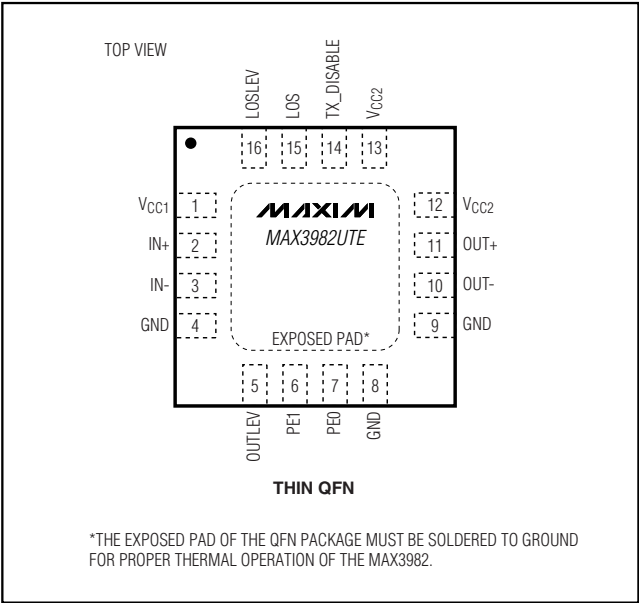 TOP VIEW
LOSLEV
LOS
TX_DISABLE
VCC2
16 15 14 13
VCC1 1
IN+ 2
IN- 3
GND 4
MAXIM
MAX3982UTE
EXPOSED PAD*
12 VCC2
11 OUT+
10 OUT-
9 GND
5 6 7 8
OUTLEV
PE1
PE0
GND
THIN QFN
*THE EXPOSED PAD OF THE QFN PACKAGE MUST BE SOLDERED TO GROUND
FOR PROPER THERMAL OPERATION OF THE MAX3982.